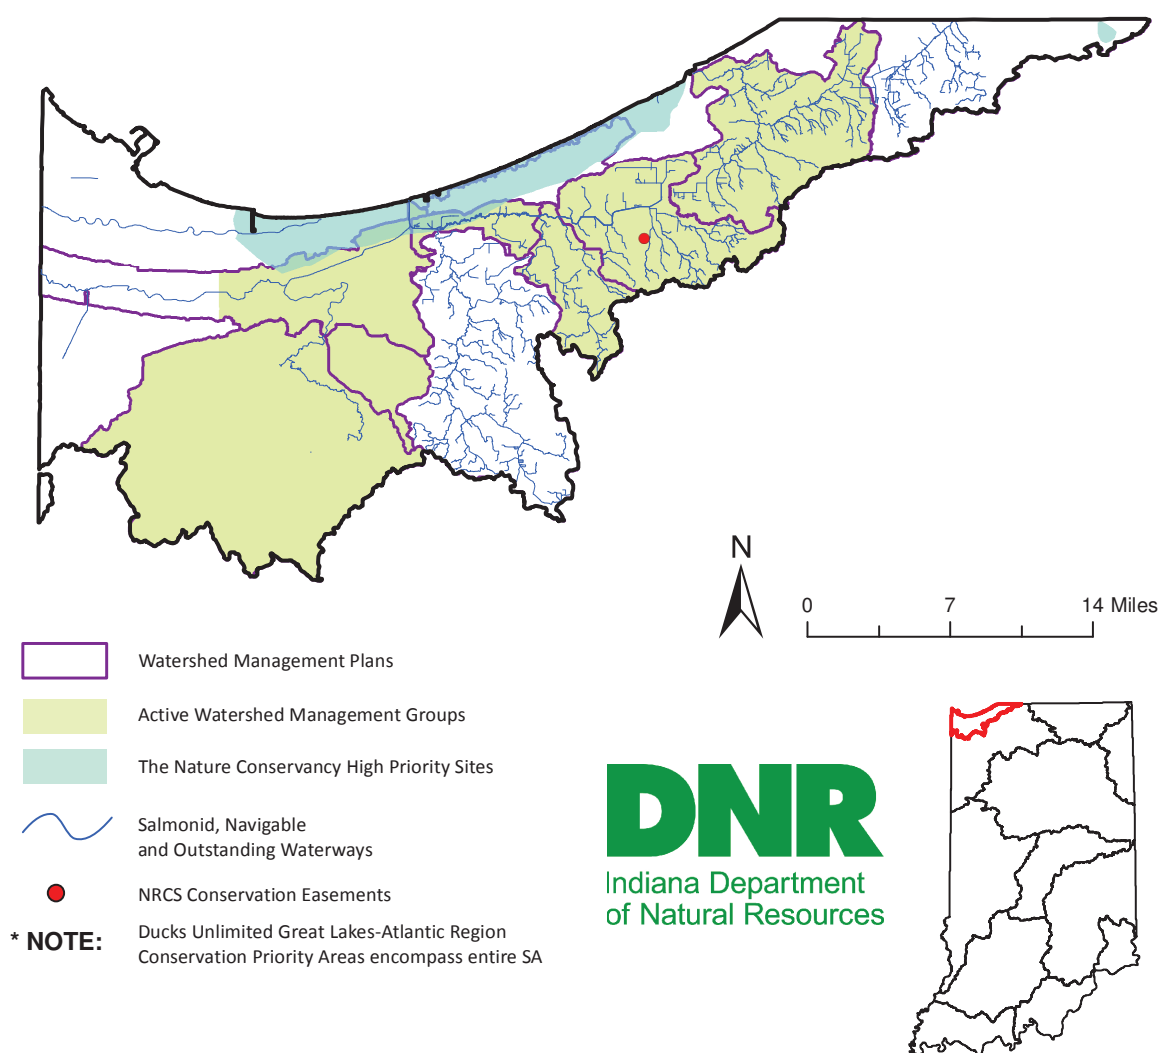 N
0 7 14 Miles
Watershed Management Plans
Active Watershed Management Groups
The Nature Conservancy High Priority Sites
Salmonid, Navigable
and Outstanding Waterways
NRCS Conservation Easements
* NOTE: Ducks Unlimited Great Lakes-Atlantic Region
Conservation Priority Areas encompass entire SA
DNR
Indiana Department
of Natural Resources